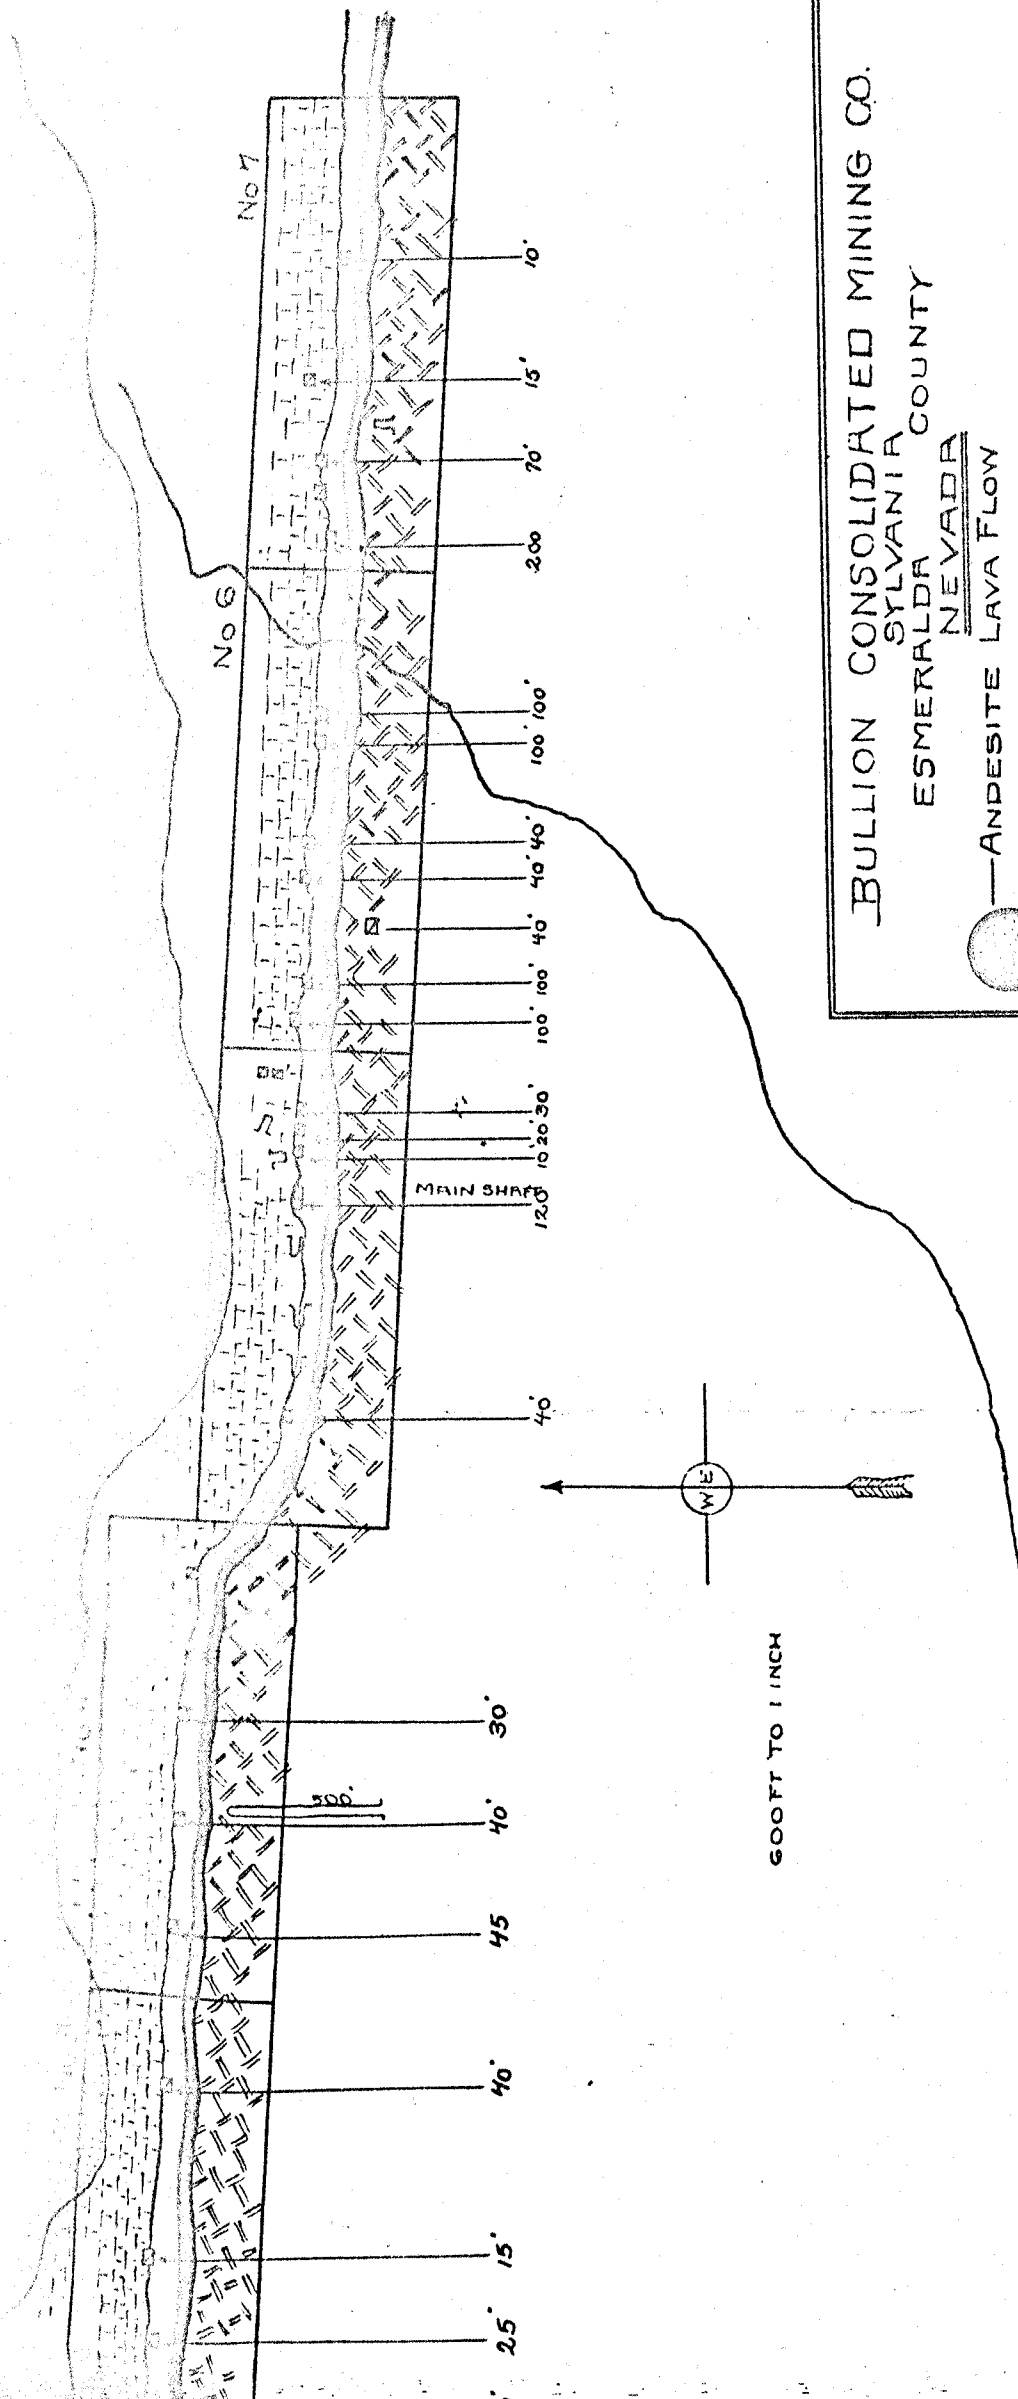 BULLION CONSOLIDATED MINING CO.
SYLVANIA
ESMERALDA COUNTY
NEVADA
ANDESITE LAVA FLOW
No 7
No 6
10'
15'
70'
200
100'
100'
40'
40'
40'
100'
100'
30'
20'
10'
MAIN SHAFT
120'
40'
30'
500'
40'
45
40'
15'
25'
W E
600 FT TO 1 INCH